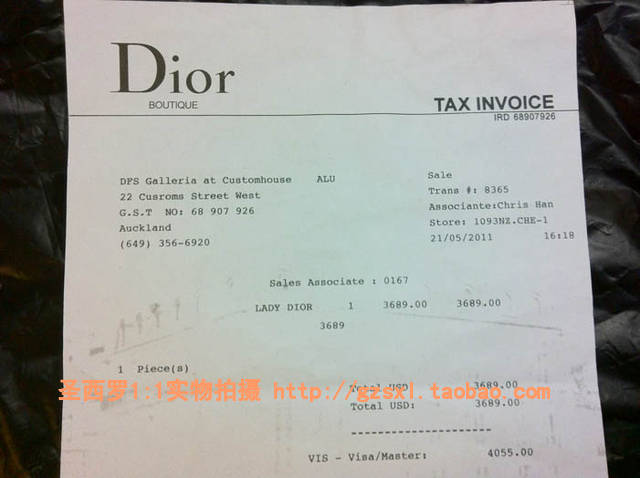 Dior
BOUTIQUE
TAX INVOICE
IRD 68907926
DFS Galleria at Customhouse ALU
22 Cusroms Street West
G.S.T NO: 68 907 926
Auckland
(649) 356-6920
Sale
Trans #: 8365
Associante:Chris Han
Store: 1093NZ.CHE-1
21/05/2011 16:18
Sales Associate : 0167
LADY DIOR 1 3689.00 3689.00
3689
1 Piece(s)
圣西罗1:1实物拍摄 http://gzsxl.taobao.com
Total USD 3689.00
Total USD: 3689.00
VIS - Visa/Master: 4055.00